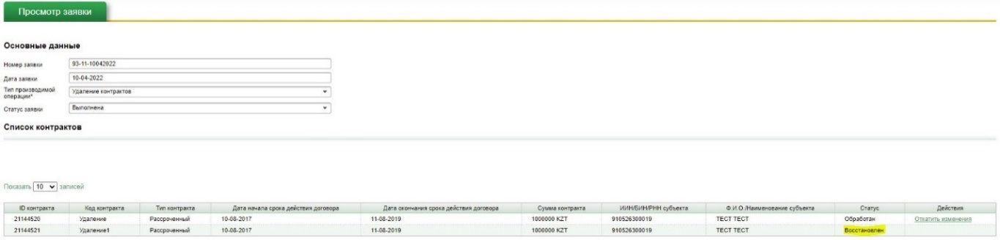 Просмотр заявки
Основные данные
Номер заявки 93-11-10042022
Дата заявки 10-04-2022
Тип производимой операции* Удаление контрактов
Статус заявки Выполнена
Список контрактов
Показать 10 записей
ID контракта Код контракта Тип контракта Дата начала срока действия договора Дата окончания срока действия договора Сумма контракта ИИН/БИН/РНН субъекта Ф.И.О./Наименование субъекта Статус Действия
21144520 Удаление Рассроченный 10-08-2017 11-08-2019 1000000 KZT 910526300019 ТЕСТ ТЕСТ Обработан Откатить изменения
21144521 Удаление1 Рассроченный 10-08-2017 11-08-2019 1000000 KZT 910526300019 ТЕСТ ТЕСТ Восстановлен